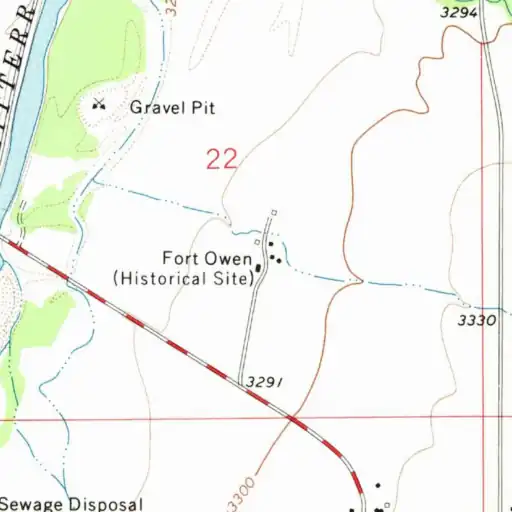 3294
Gravel Pit
22
Fort Owen
(Historical Site)
3330
3291
3300
Sewage Disposal